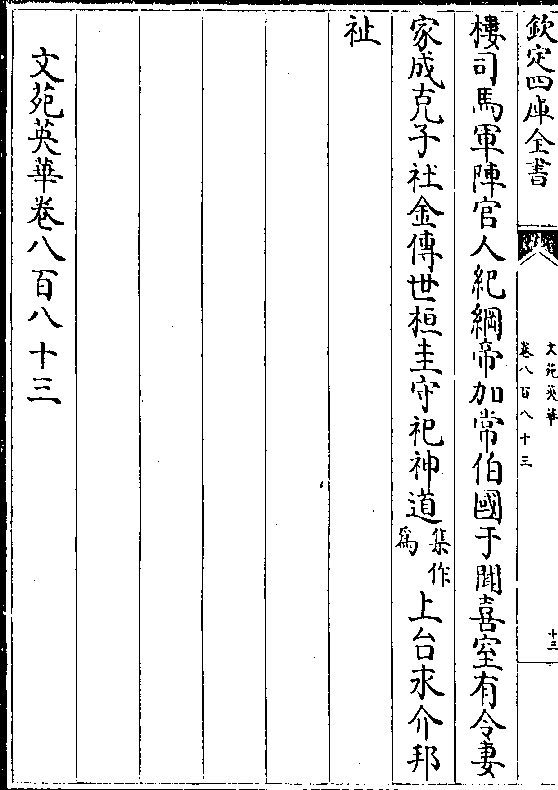 欽定四庫全書
文苑英華
卷八百八十三
十三
樓司馬軍陣官人紀綱帝加常伯國于聞喜室有令妻
家成克子社金傳世桓圭守祀神道集作為上台永介邦
祉
文苑英華卷八百八十三